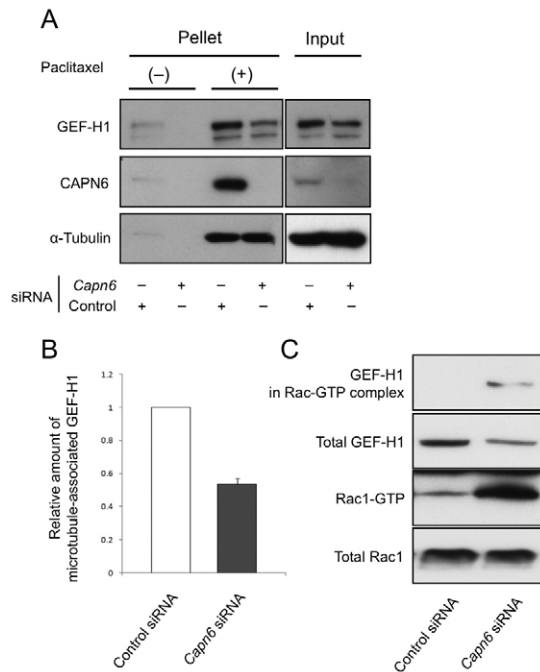 A
Pellet
Input
Paclitaxel
(–)
(+)
GEF-H1
CAPN6
α-Tubulin
siRNA
Capn6 – + – + – +
Control + – + – + –
B
Relative amount of
microtubule-associated GEF-H1
1.2
1
0.8
0.6
0.4
0.2
0
Control siRNA
Capn6 siRNA
C
GEF-H1
in Rac-GTP complex
Total GEF-H1
Rac1-GTP
Total Rac1
Control siRNA
Capn6 siRNA